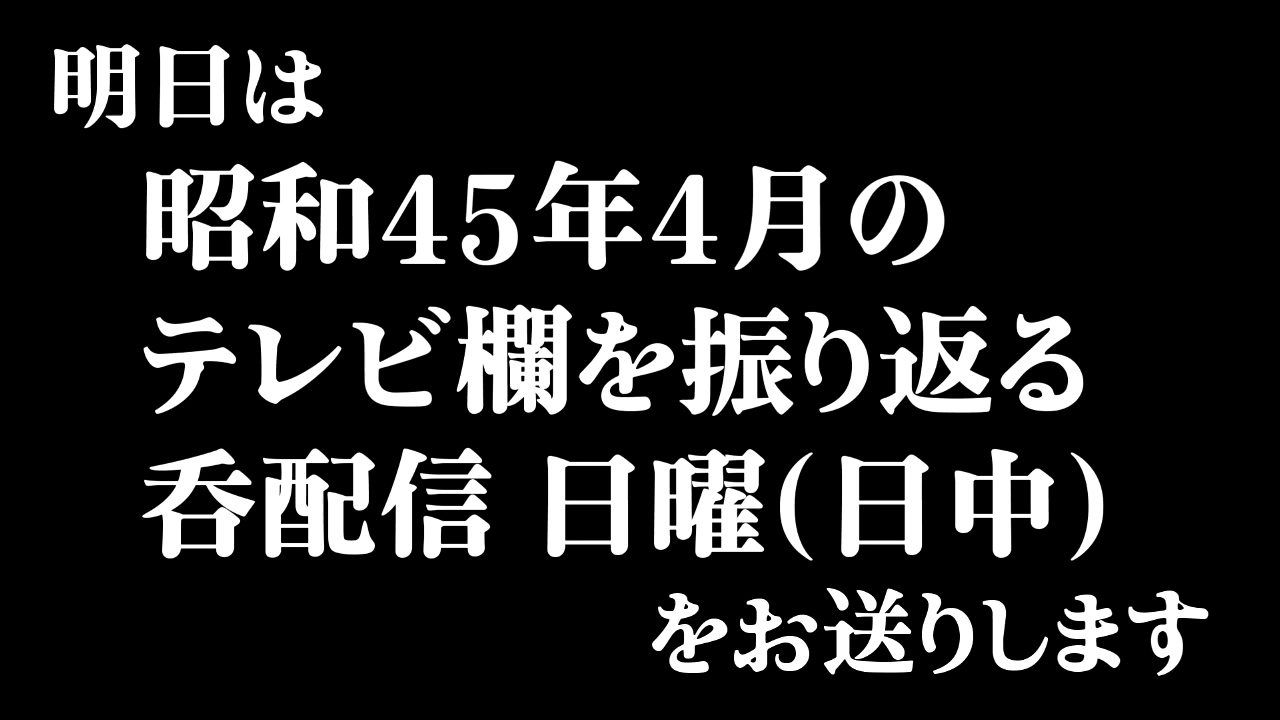 明日は
昭和45年4月の
テレビ欄を振り返る
呑配信 日曜(日中)
をお送りします